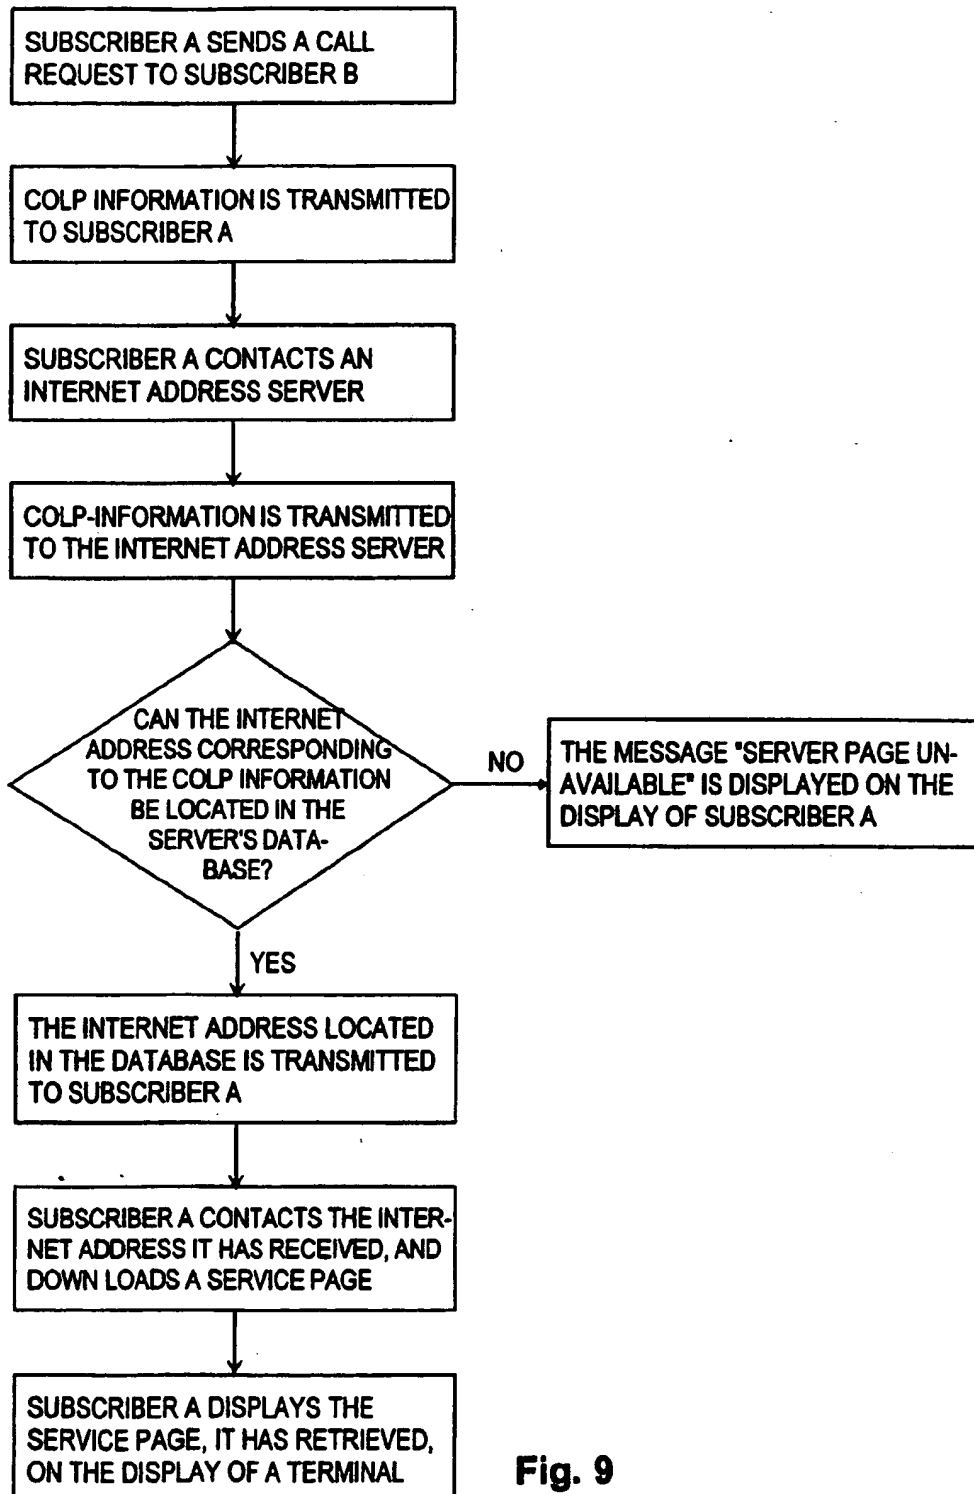 SUBSCRIBER A SENDS A CALL
REQUEST TO SUBSCRIBER B
COLP INFORMATION IS TRANSMITTED
TO SUBSCRIBER A
SUBSCRIBER A CONTACTS AN
INTERNET ADDRESS SERVER
COLP-INFORMATION IS TRANSMITTED
TO THE INTERNET ADDRESS SERVER
CAN THE INTERNET
ADDRESS CORRESPONDING
TO THE COLP INFORMATION
BE LOCATED IN THE
SERVER'S DATA-
BASE?
NO
THE MESSAGE "SERVER PAGE UN-
AVAILABLE" IS DISPLAYED ON THE
DISPLAY OF SUBSCRIBER A
YES
THE INTERNET ADDRESS LOCATED
IN THE DATABASE IS TRANSMITTED
TO SUBSCRIBER A
SUBSCRIBER A CONTACTS THE INTER-
NET ADDRESS IT HAS RECEIVED, AND
DOWN LOADS A SERVICE PAGE
SUBSCRIBER A DISPLAYS THE
SERVICE PAGE, IT HAS RETRIEVED,
ON THE DISPLAY OF A TERMINAL
Fig. 9